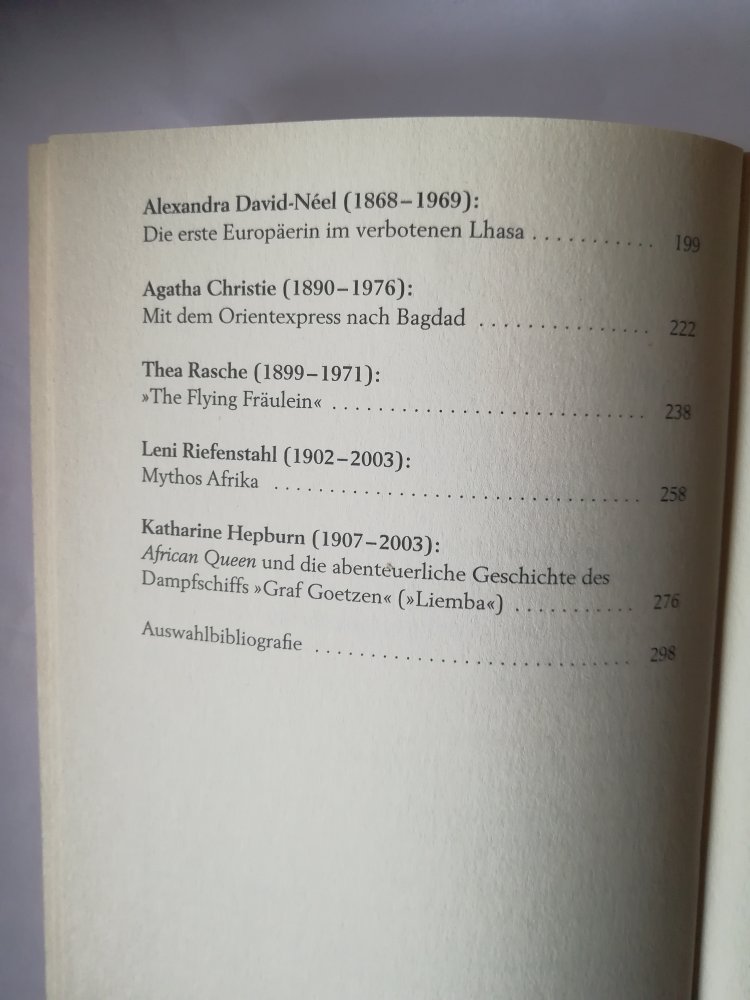 Alexandra David-Néel (1868–1969):
Die erste Europäerin im verbotenen Lhasa . . . . . . . . . . . 199
Agatha Christie (1890–1976):
Mit dem Orientexpress nach Bagdad . . . . . . . . . . . . . . . 222
Thea Rasche (1899–1971):
»The Flying Fräulein« . . . . . . . . . . . . . . . . . . . . . . . . . . . 238
Leni Riefenstahl (1902–2003):
Mythos Afrika . . . . . . . . . . . . . . . . . . . . . . . . . . . . . . . . 258
Katharine Hepburn (1907–2003):
African Queen und die abenteuerliche Geschichte des
Dampfschiffs »Graf Goetzen« (»Liemba«) . . . . . . . . . . . 276
Auswahlbibliografie . . . . . . . . . . . . . . . . . . . . . . . . . . . . 298